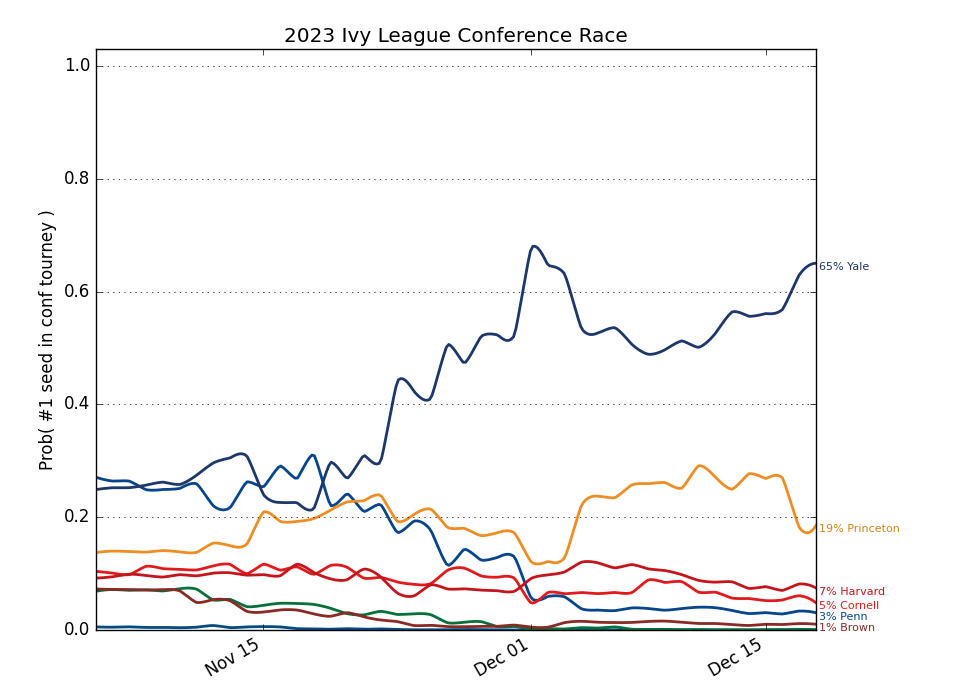 2023 Ivy League Conference Race
Prob( #1 seed in conf tourney )
1.0
0.8
0.6
0.4
0.2
0.0
Nov 15
Dec 01
Dec 15
65% Yale
19% Princeton
7% Harvard
5% Cornell
3% Penn
1% Brown